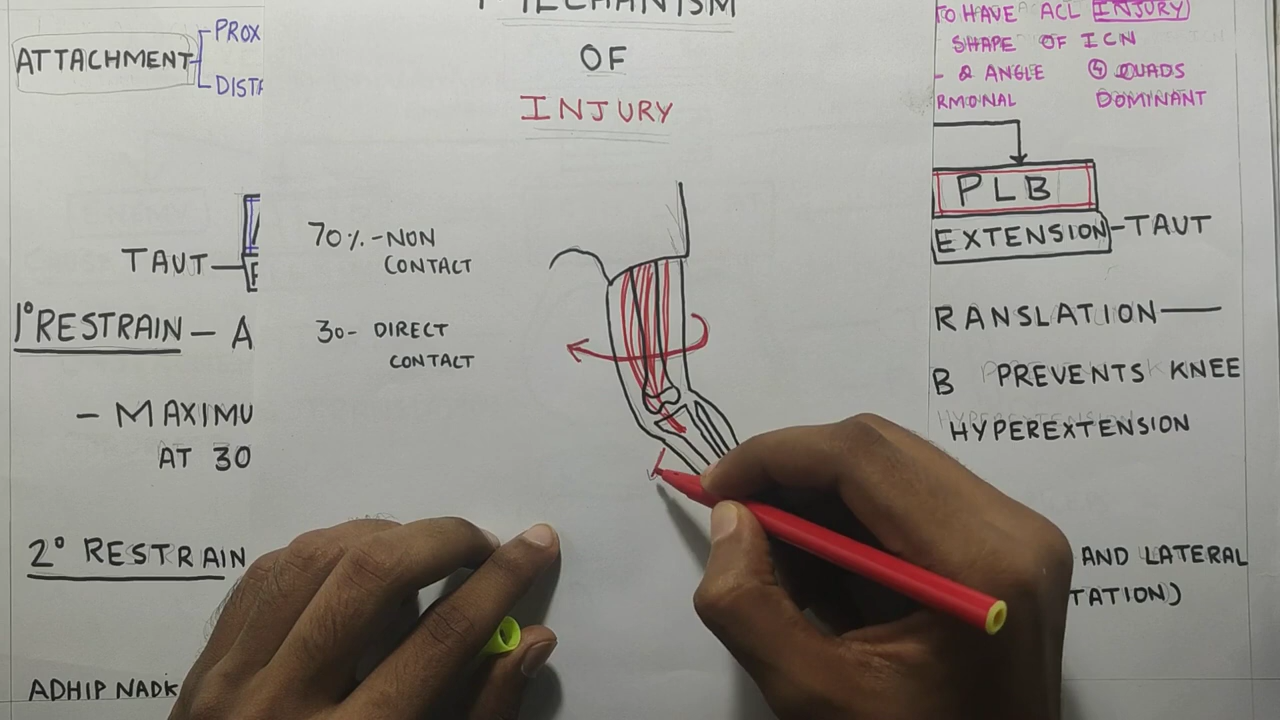 MECHANISM
OF
INJURY
ATTACHMENT
PROX
DIST
TAUT
1° RESTRAIN - A
- MAXIMU
AT 30
2° RESTRAIN
ADHIP NADK
70% - NON
CONTACT
30 - DIRECT
CONTACT
TO HAVE ACL INJURY
SHAPE OF ICN
- Q ANGLE ④ QUADS
RMONAL DOMINANT
PLB
EXTENSION - TAUT
RANSLATION
B PREVENTS KNEE
HYPEREXTENSION
AND LATERAL
TATION)